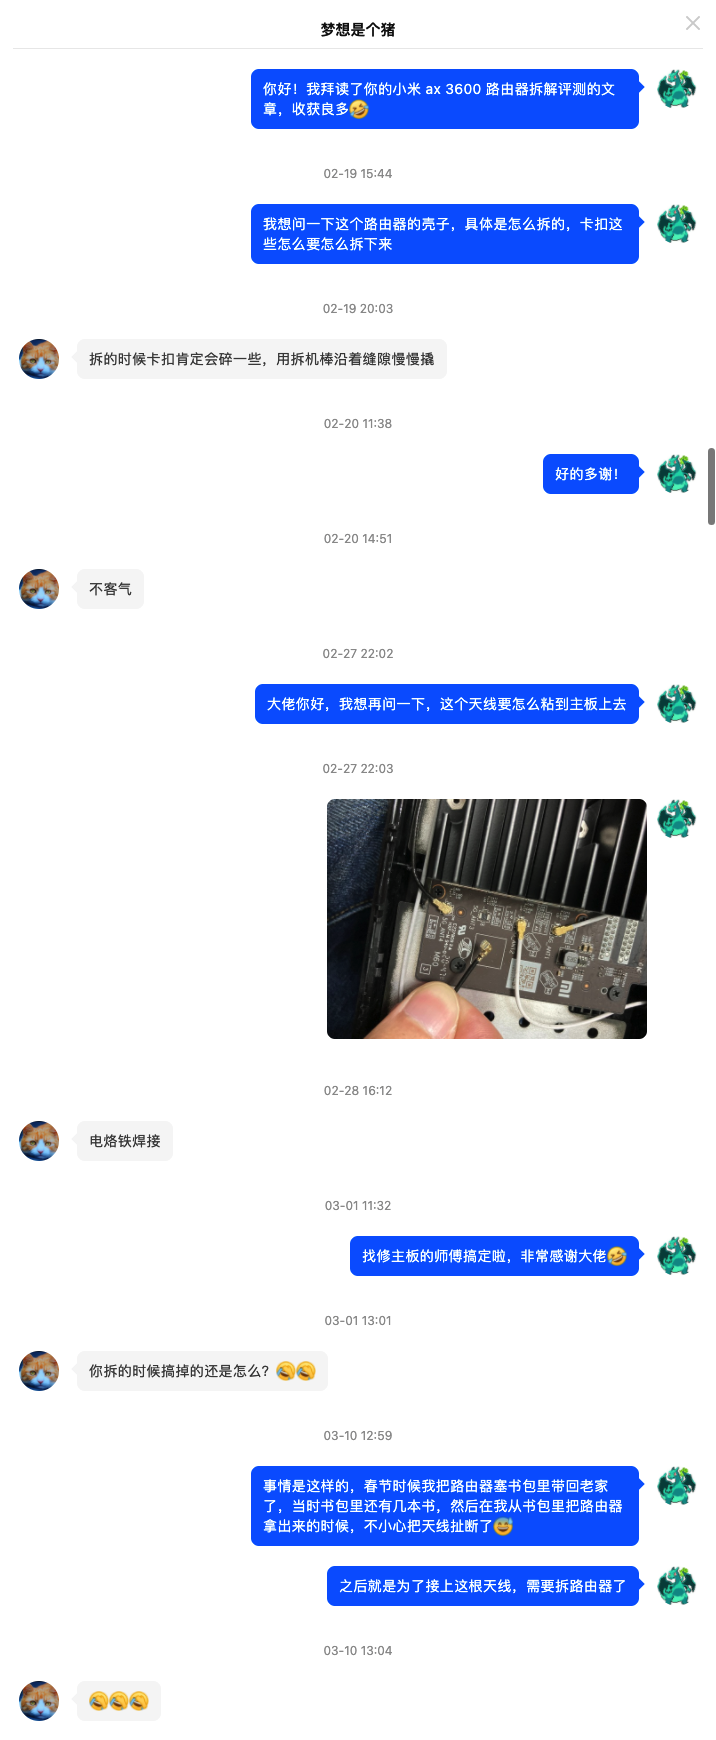 梦想是个猪
你好！我拜读了你的小米 ax 3600 路由器拆解评测的文
章，收获良多🤣
02-19 15:44
我想问一下这个路由器的壳子，具体是怎么拆的，卡扣这
些怎么要怎么拆下来
02-19 20:03
拆的时候卡扣肯定会碎一些，用拆机棒沿着缝隙慢慢撬
02-20 11:38
好的多谢！
02-20 14:51
不客气
02-27 22:02
大佬你好，我想再问一下，这个天线要怎么粘到主板上去
02-27 22:03
02-28 16:12
电烙铁焊接
03-01 11:32
找修主板的师傅搞定啦，非常感谢大佬🤣
03-01 13:01
你拆的时候搞掉的还是怎么？🤣🤣
03-10 12:59
事情是这样的，春节时候我把路由器塞书包里带回老家
了，当时书包里还有几本书，然后在我从书包里把路由器
拿出来的时候，不小心把天线扯断了😅
之后就是为了接上这根天线，需要拆路由器了
03-10 13:04
🤣🤣🤣